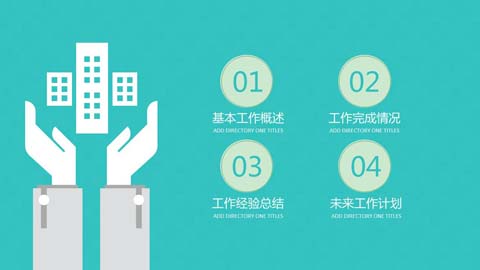 01
基本工作概述
ADD DIRECTORY ONE TITLES
02
工作完成情况
ADD DIRECTORY ONE TITLES
03
工作经验总结
ADD DIRECTORY ONE TITLES
04
未来工作计划
ADD DIRECTORY ONE TITLES